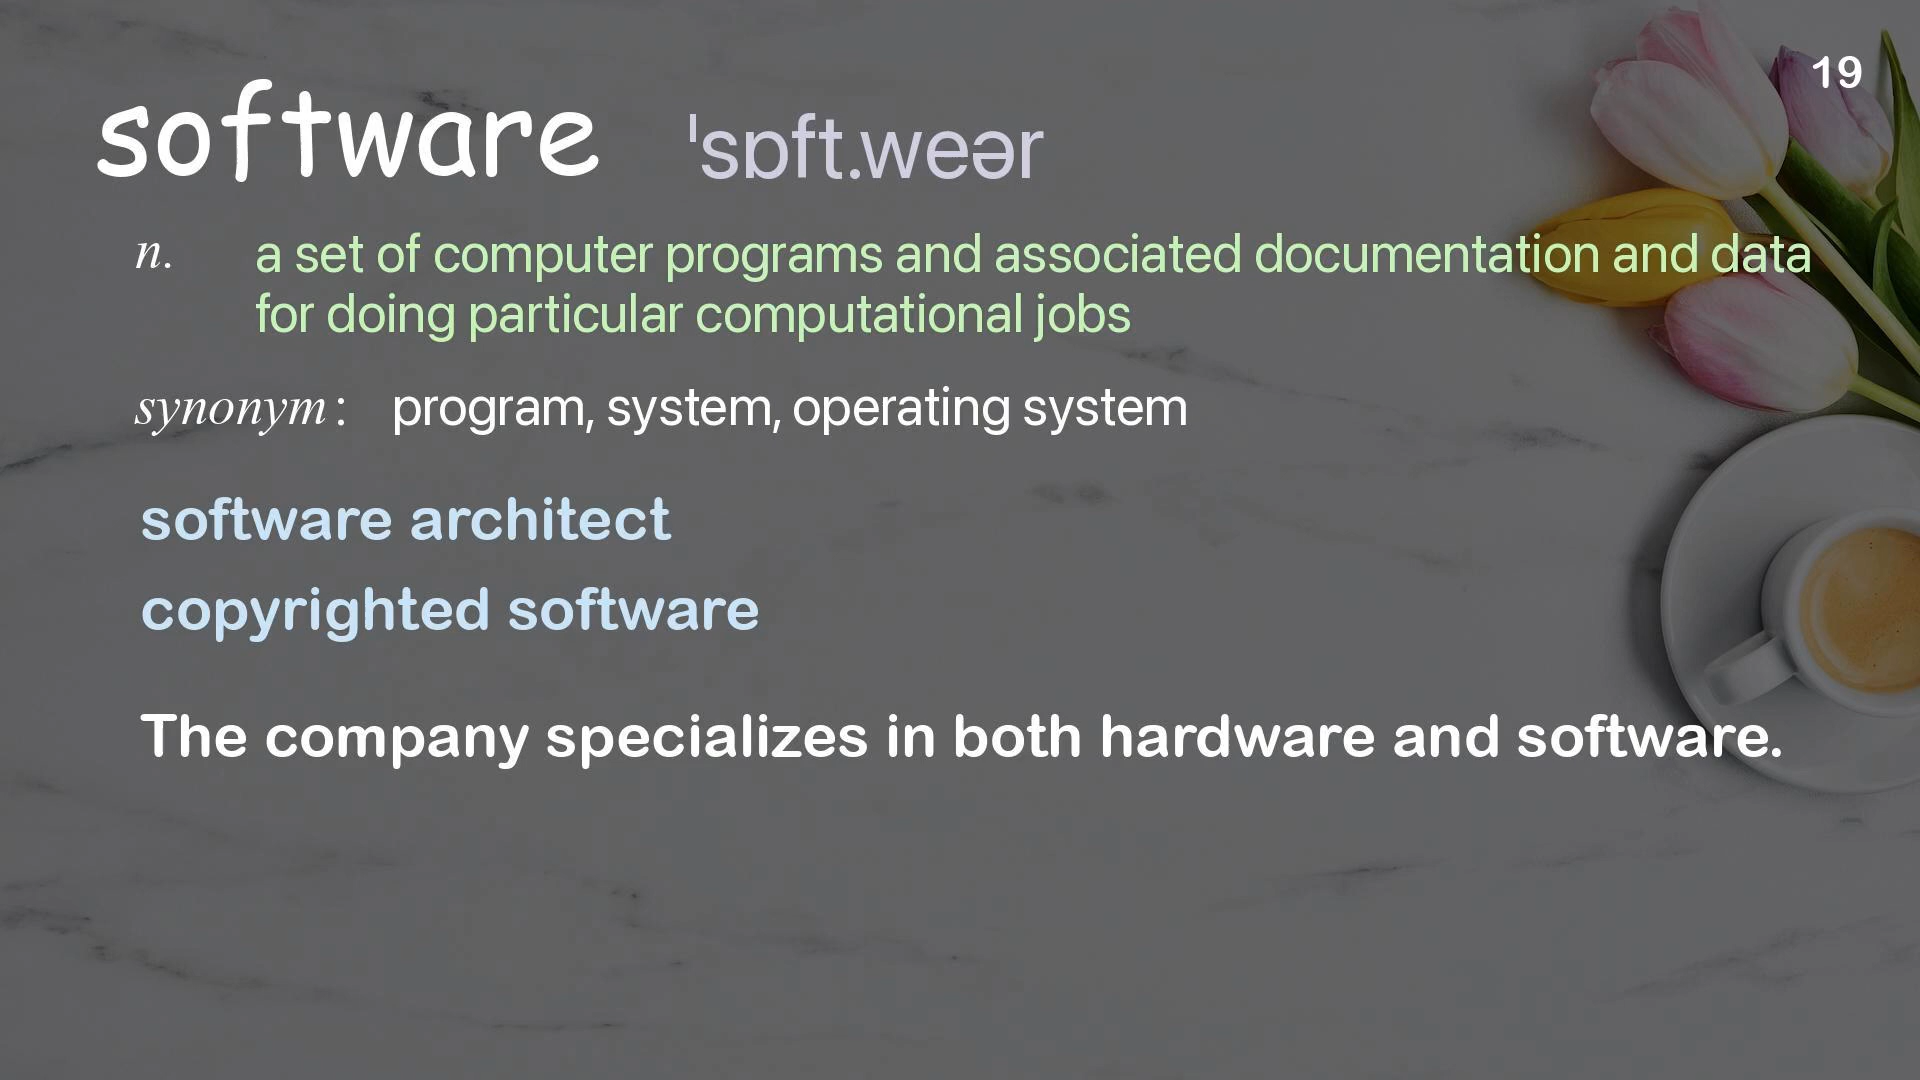 19
software ˈsɒft.weər
n. a set of computer programs and associated documentation and data
for doing particular computational jobs
synonym: program, system, operating system
software architect
copyrighted software
The company specializes in both hardware and software.